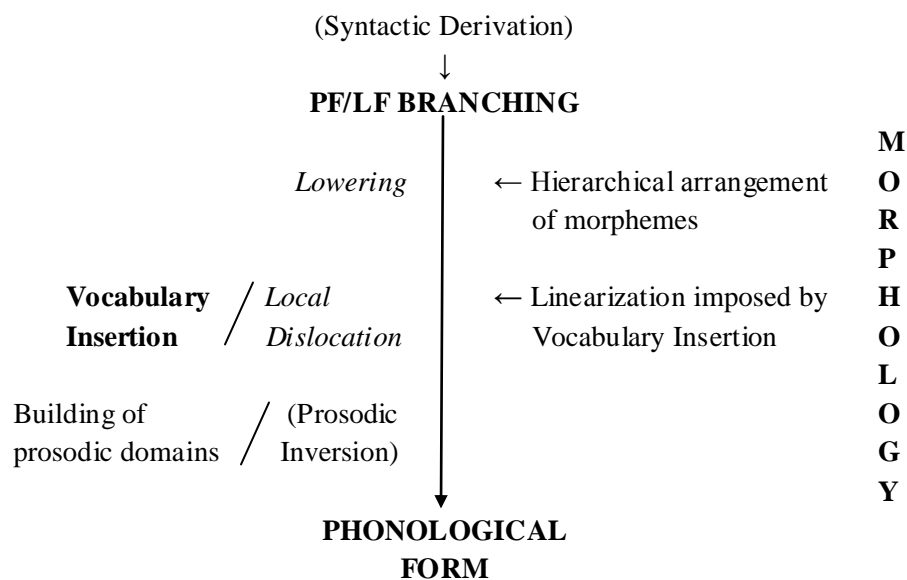 (Syntactic Derivation)
↓
PF/LF BRANCHING
Lowering ← Hierarchical arrangement
of morphemes
Vocabulary / Local ← Linearization imposed by
Insertion Dislocation Vocabulary Insertion
Building of / (Prosodic
prosodic domains Inversion)
PHONOLOGICAL
FORM
M
O
R
P
H
O
L
O
G
Y